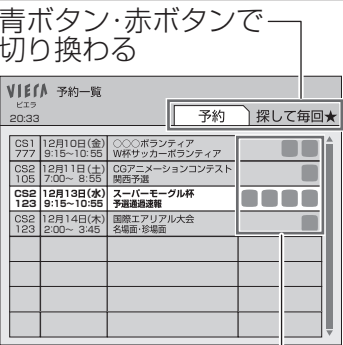 青ボタン･赤ボタンで
切り換わる
VIErA 予約一覧
ビエラ
20:33
予約 探して毎回★
CS1 12月10日(金) ○○○ボランティア
777 9:15～10:55 W杯サッカーボランティア
CS2 12月11日(土) CGアニメーションコンテスト
105 7:00～ 8:55 関西予選
CS2 12月13日(水) スーパーモーグル杯
123 9:15～10:55 予選通過速報
CS2 12月14日(木) 国際エアリアル大会
123 2:00～ 3:45 名場面･珍場面